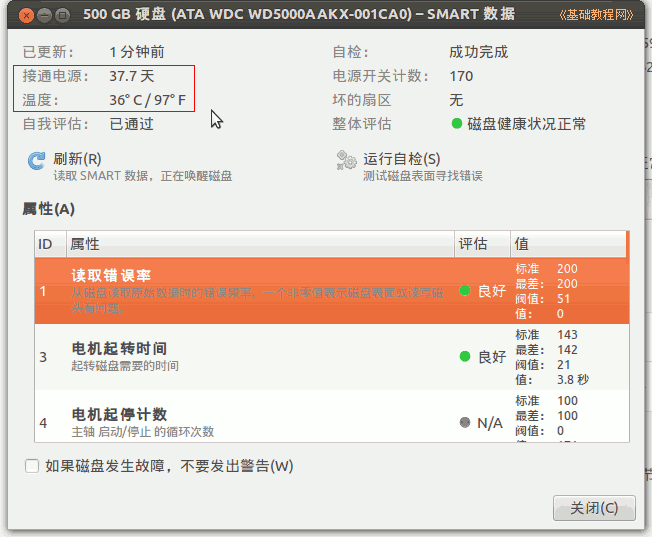 500 GB 硬盘 (ATA WDC WD5000AAKX-001CA0) – SMART 数据
《基础教程网》
已更新： 1 分钟前 自检： 成功完成
接通电源： 37.7 天 电源开关计数： 170
温度： 36° C / 97° F 坏的扇区 无
自我评估： 已通过 整体评估 磁盘健康状况正常
刷新(R) 运行自检(S)
读取 SMART 数据，正在唤醒磁盘 测试磁盘表面寻找错误
属性(A)
ID 属性 评估 值
1 读取错误率 良好
从磁盘读取原始数据时的错误频率。一个非零值表示磁盘表面或读写磁
头有问题。
标准 200
最差： 200
阀值： 51
值： 0
3 电机起转时间 良好
起转磁盘需要的时间
标准 143
最差： 142
阀值： 21
值： 3.8 秒
4 电机起停计数 N/A
主轴 启动/停止 的循环次数
标准 100
最差： 100
阀值： 0
如果磁盘发生故障，不要发出警告(W)
关闭(C)